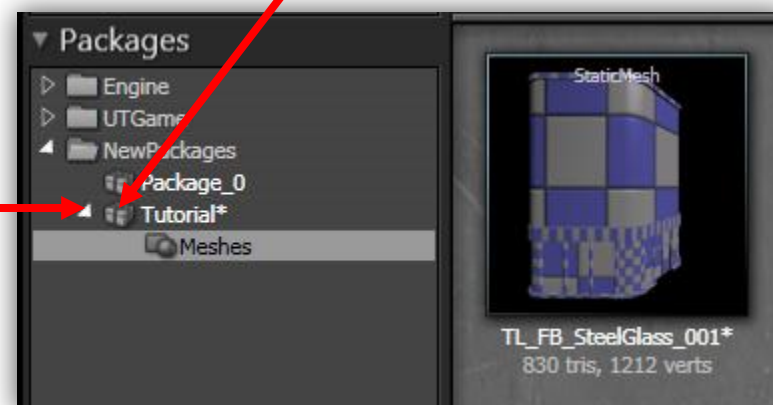 Packages
Engine
UTGame
NewPackages
Package_0
Tutorial*
Meshes
StaticMesh
TL_FB_SteelGlass_001*
830 tris, 1212 verts